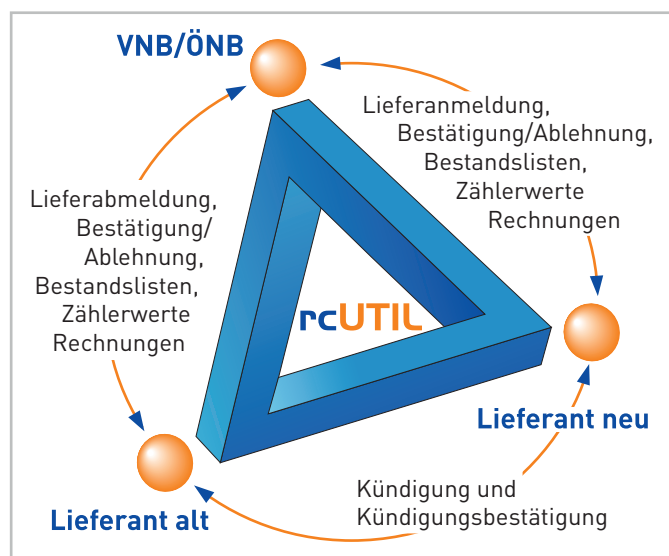 VNB/ÖNB
Lieferanmeldung,
Bestätigung/Ablehnung,
Bestandslisten,
Zählerwerte
Rechnungen
Lieferabmeldung,
Bestätigung/
Ablehnung,
Bestandslisten,
Zählerwerte
Rechnungen
rcUTIL
Lieferant neu
Lieferant alt
Kündigung und
Kündigungsbestätigung